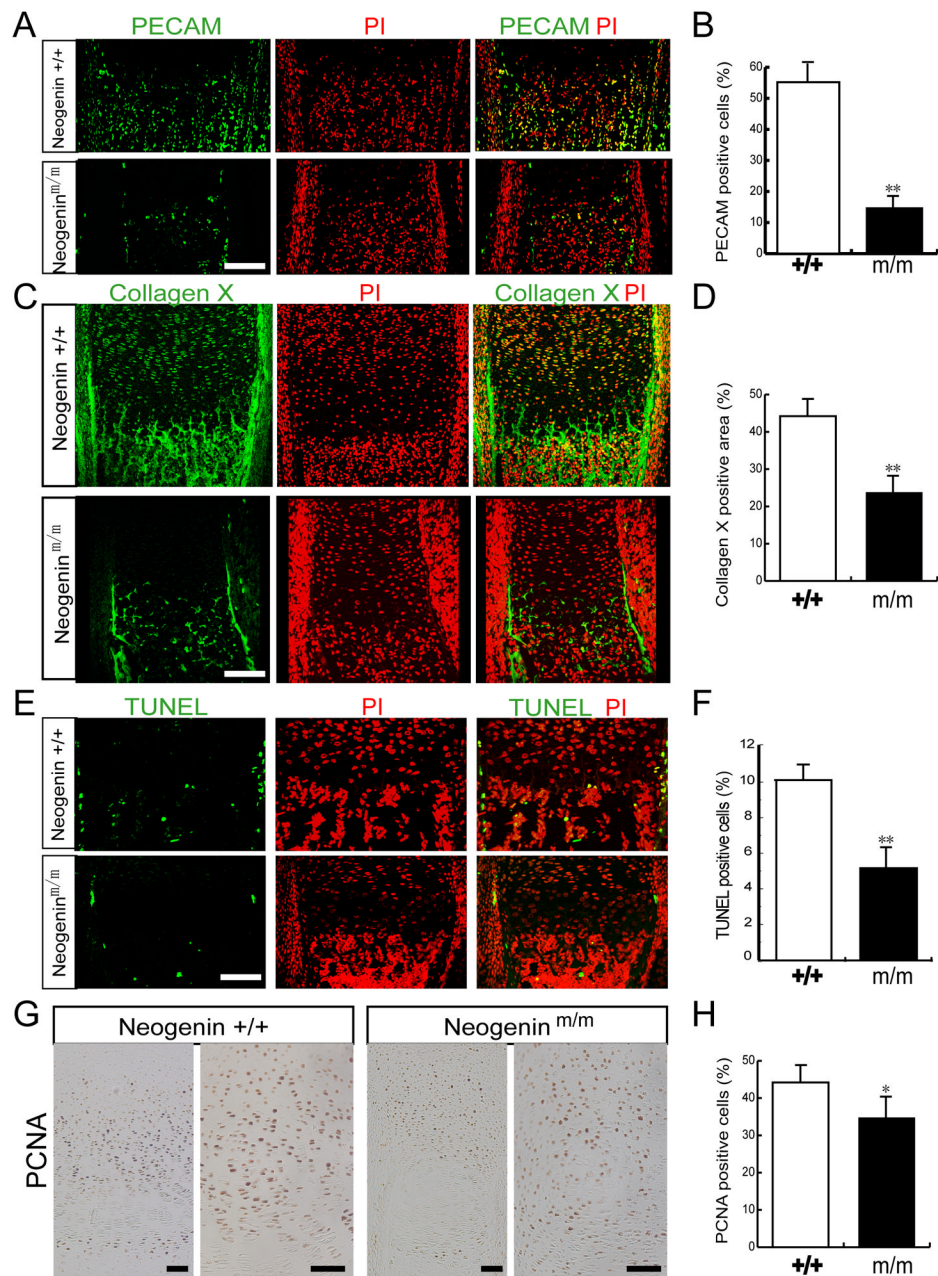 A
PECAM
PI
PECAM PI
Neogenin +/+
Neogenin m/m
B
PECAM positive cells (%)
60
50
40
30
20
10
0
**
+/+
m/m
C
Collagen X
PI
Collagen X PI
Neogenin +/+
Neogenin m/m
D
Collagen X positive area (%)
50
40
30
20
10
0
**
+/+
m/m
E
TUNEL
PI
TUNEL PI
Neogenin +/+
Neogenin m/m
F
TUNEL positive cells (%)
12
10
8
6
4
2
0
**
+/+
m/m
G
Neogenin +/+
Neogenin m/m
PCNA
H
PCNA positive cells (%)
50
40
30
20
10
0
*
+/+
m/m